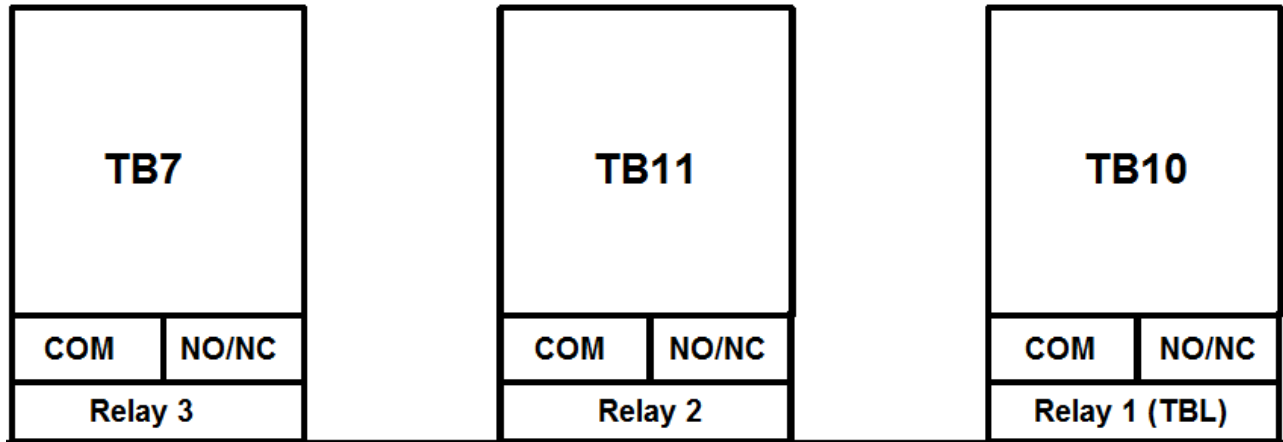 TB7
TB11
TB10
COM NO/NC
COM NO/NC
COM NO/NC
Relay 3
Relay 2
Relay 1 (TBL)